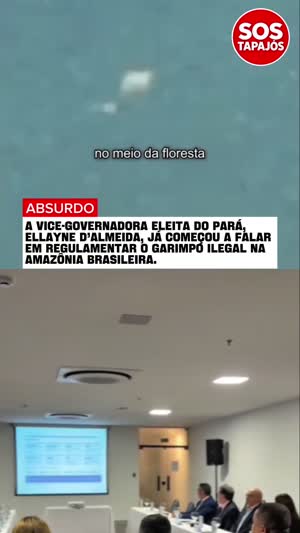 SOS
TAPAJÓS
no meio da floresta
ABSURDO
A VICE-GOVERNADORA ELEITA DO PARÁ,
ELLAYNE D'ALMEIDA, JÁ COMEÇOU A FALAR
EM REGULAMENTAR O GARIMPO ILEGAL NA
AMAZÔNIA BRASILEIRA.